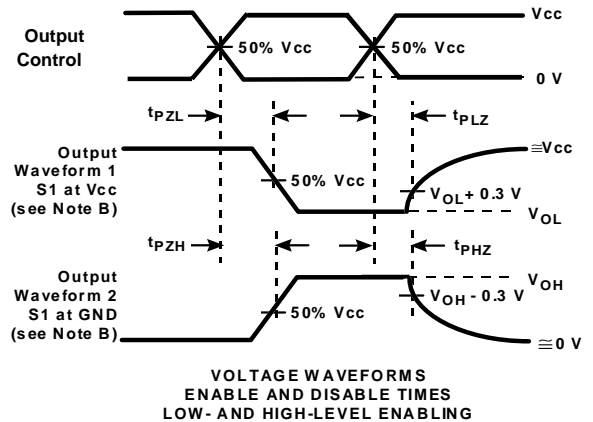 Output
Control
Vcc
50% Vcc
50% Vcc
0 V
tPZL
tPLZ
Output
Waveform 1
S1 at Vcc
(see Note B)
≅Vcc
50% Vcc
VOL+ 0.3 V
VOL
tPZH
tPHZ
Output
Waveform 2
S1 at GND
(see Note B)
VOH
VOH - 0.3 V
50% Vcc
≅0 V
VOLTAGE WAVEFORMS
ENABLE AND DISABLE TIMES
LOW- AND HIGH-LEVEL ENABLING